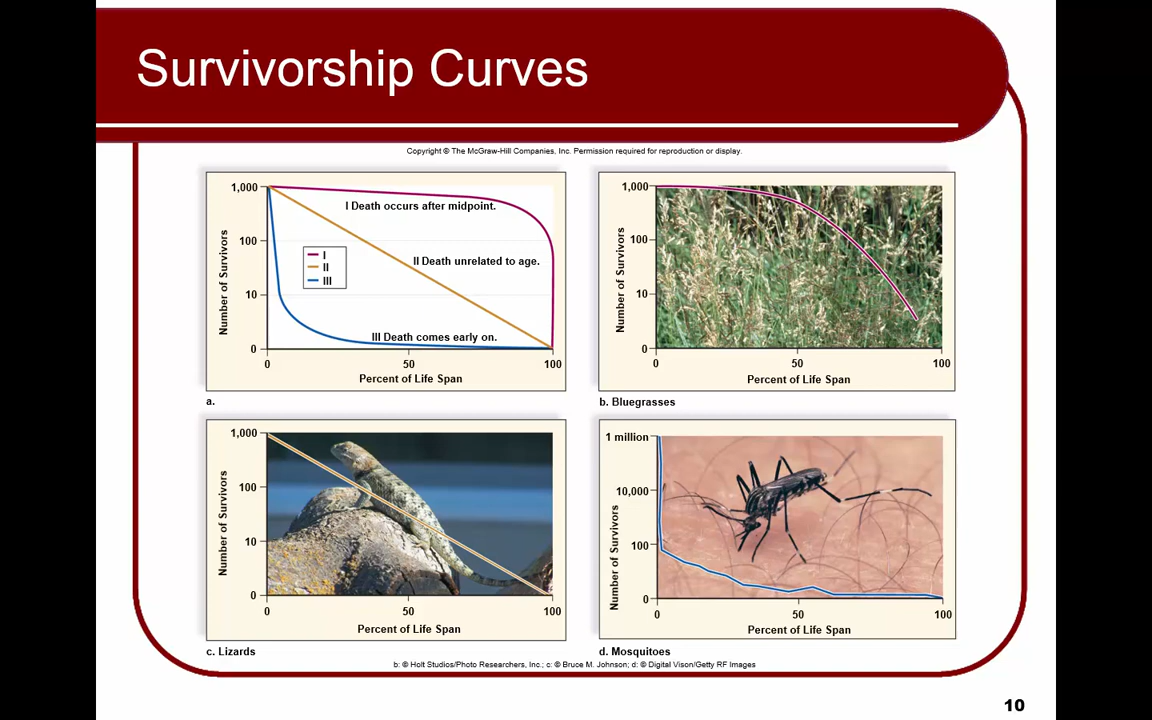 Survivorship Curves
Copyright © The McGraw-Hill Companies, Inc. Permission required for reproduction or display.
1,000
100
10
0
Number of Survivors
I Death occurs after midpoint.
II Death unrelated to age.
III Death comes early on.
I
II
III
0
50
100
Percent of Life Span
a.
1,000
100
10
0
Number of Survivors
0
50
100
Percent of Life Span
b. Bluegrasses
1,000
100
10
0
Number of Survivors
0
50
100
Percent of Life Span
c. Lizards
1 million
10,000
100
0
Number of Survivors
0
50
100
Percent of Life Span
d. Mosquitoes
b: © Holt Studios/Photo Researchers, Inc.; c: © Bruce M. Johnson; d: © Digital Vison/Getty RF Images
10